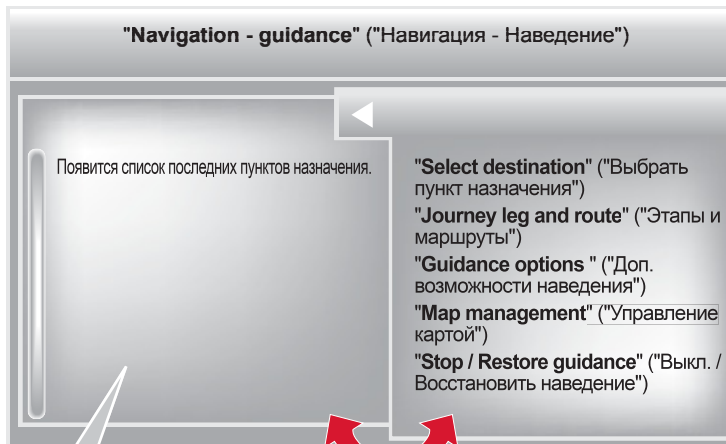 "Navigation - guidance" ("Навигация - Наведение")
Появится список последних пунктов назначения.
"Select destination" ("Выбрать
пункт назначения")
"Journey leg and route" ("Этапы и
маршруты")
"Guidance options " ("Доп.
возможности наведения")
"Map management" ("Управление
картой")
"Stop / Restore guidance" ("Выкл. /
Восстановить наведение")